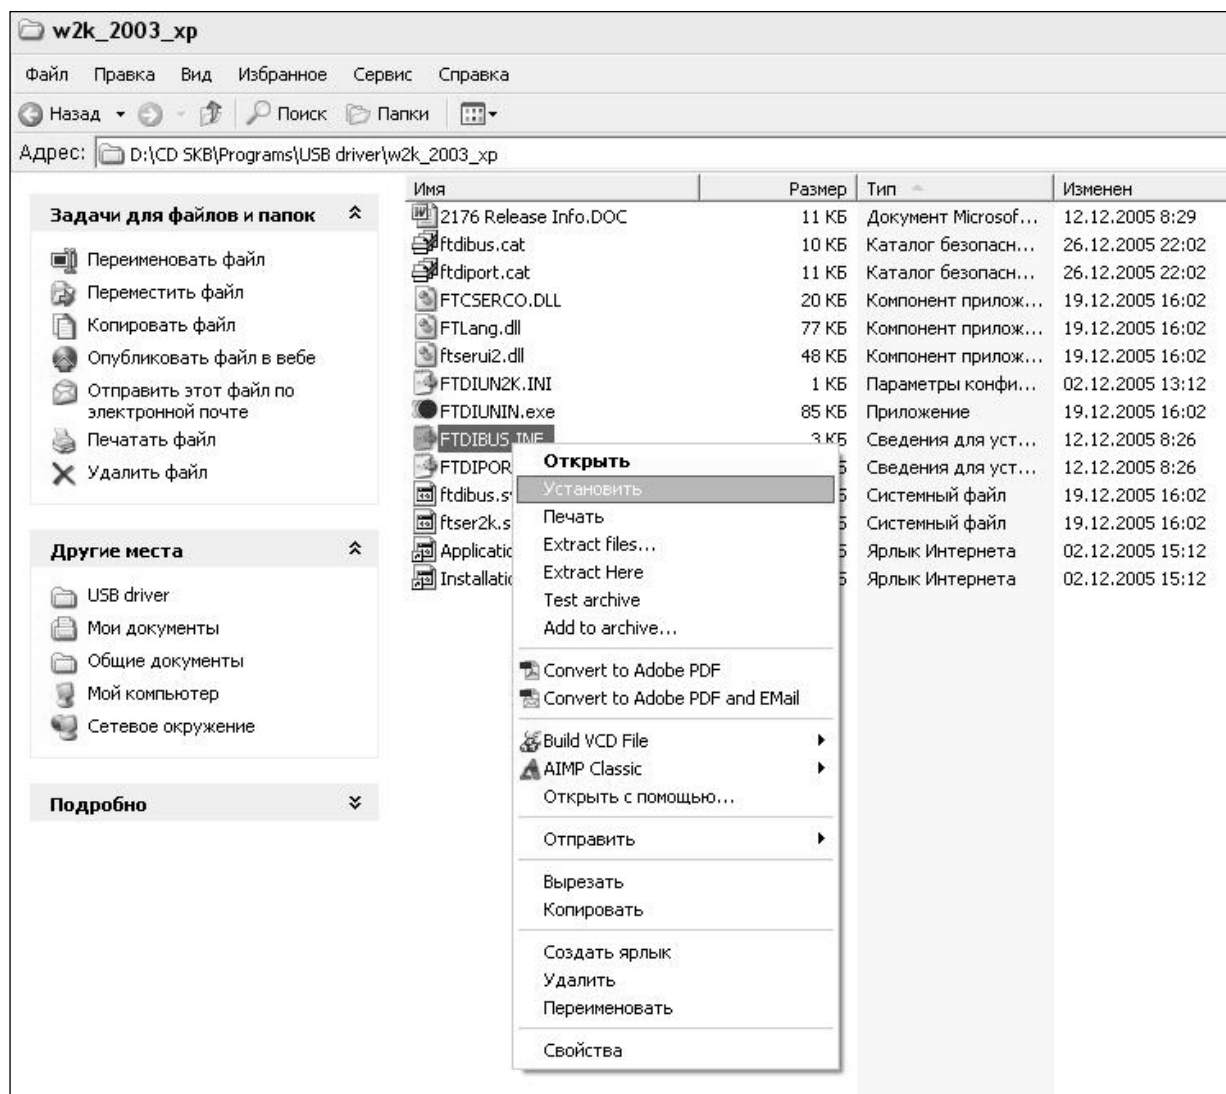 w2k_2003_xp
Файл Правка Вид Избранное Сервис Справка
Назад Поиск Папки
Адрес: D:\CD SKB\Programs\USB driver\w2k_2003_xp
Задачи для файлов и папок
Переименовать файл
Переместить файл
Копировать файл
Опубликовать файл в вебе
Отправить этот файл по
электронной почте
Печатать файл
Удалить файл
Другие места
USB driver
Мои документы
Общие документы
Мой компьютер
Сетевое окружение
Подробно
Имя Размер Тип Изменен
2176 Release Info.DOC 11 КБ Документ Microsof... 12.12.2005 8:29
ftdibus.cat 10 КБ Каталог безопасн... 26.12.2005 22:02
ftdiport.cat 11 КБ Каталог безопасн... 26.12.2005 22:02
FTCSERCO.DLL 20 КБ Компонент прилож... 19.12.2005 16:02
FTLang.dll 77 КБ Компонент прилож... 19.12.2005 16:02
ftserui2.dll 48 КБ Компонент прилож... 19.12.2005 16:02
FTDIUN2K.INI 1 КБ Параметры конфи... 02.12.2005 13:12
FTDIUNIN.exe 85 КБ Приложение 19.12.2005 16:02
FTDIBUS.INF 3 КБ Сведения для уст... 12.12.2005 8:26
FTDIPOR Сведения для уст... 12.12.2005 8:26
ftdibus.s Системный файл 19.12.2005 16:02
ftser2k.s Системный файл 19.12.2005 16:02
Applicatio Ярлык Интернета 02.12.2005 15:12
Installatio Ярлык Интернета 02.12.2005 15:12
Открыть
Установить
Печать
Extract files...
Extract Here
Test archive
Add to archive...
Convert to Adobe PDF
Convert to Adobe PDF and EMail
Build VCD File
AIMP Classic
Открыть с помощью...
Отправить
Вырезать
Копировать
Создать ярлык
Удалить
Переименовать
Свойства